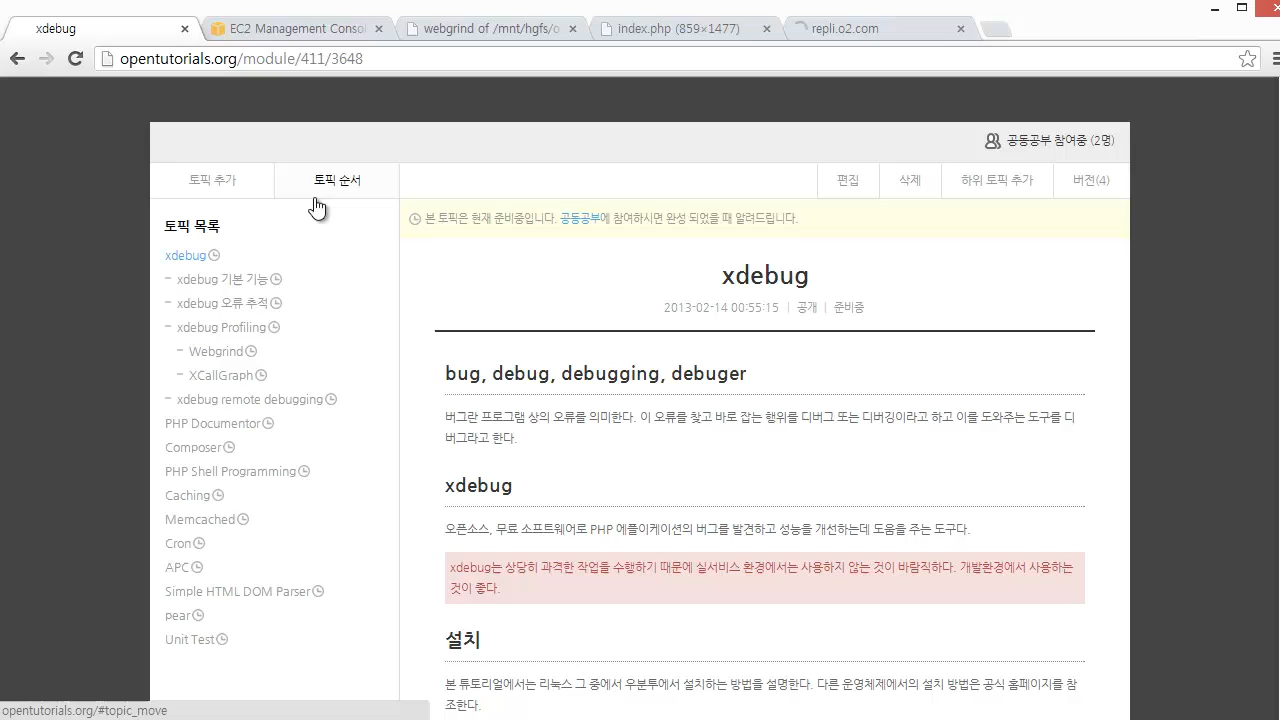 xdebug
EC2 Management Consol
webgrind of /mnt/hgfs/o
index.php (859×1477)
repli.o2.com
opentutorials.org/module/411/3648
공동공부 참여중 (2명)
토픽 추가
토픽 순서
편집
삭제
하위 토픽 추가
버전(4)
토픽 목록
xdebug
- xdebug 기본 기능
- xdebug 오류 추적
- xdebug Profiling
- Webgrind
- XCallGraph
- xdebug remote debugging
PHP Documentor
Composer
PHP Shell Programming
Caching
Memcached
Cron
APC
Simple HTML DOM Parser
pear
Unit Test
본 토픽은 현재 준비중입니다. 공동공부에 참여하시면 완성 되었을 때 알려드립니다.
xdebug
2013-02-14 00:55:15 | 공개 | 준비중
bug, debug, debugging, debuger
버그란 프로그램 상의 오류를 의미한다. 이 오류를 찾고 바로 잡는 행위를 디버그 또는 디버깅이라고 하고 이를 도와주는 도구를 디
버그라고 한다.
xdebug
오픈소스, 무료 소프트웨어로 PHP 에플이케이션의 버그를 발견하고 성능을 개선하는데 도움을 주는 도구다.
xdebug는 상당히 과격한 작업을 수행하기 때문에 실서비스 환경에서는 사용하지 않는 것이 바람직하다. 개발환경에서 사용하는
것이 좋다.
설치
본 튜토리얼에서는 리눅스 그 중에서 우분투에서 설치하는 방법을 설명한다. 다른 운영체제에서의 설치 방법은 공식 홈페이지를 참
조한다.
opentutorials.org/#topic_move